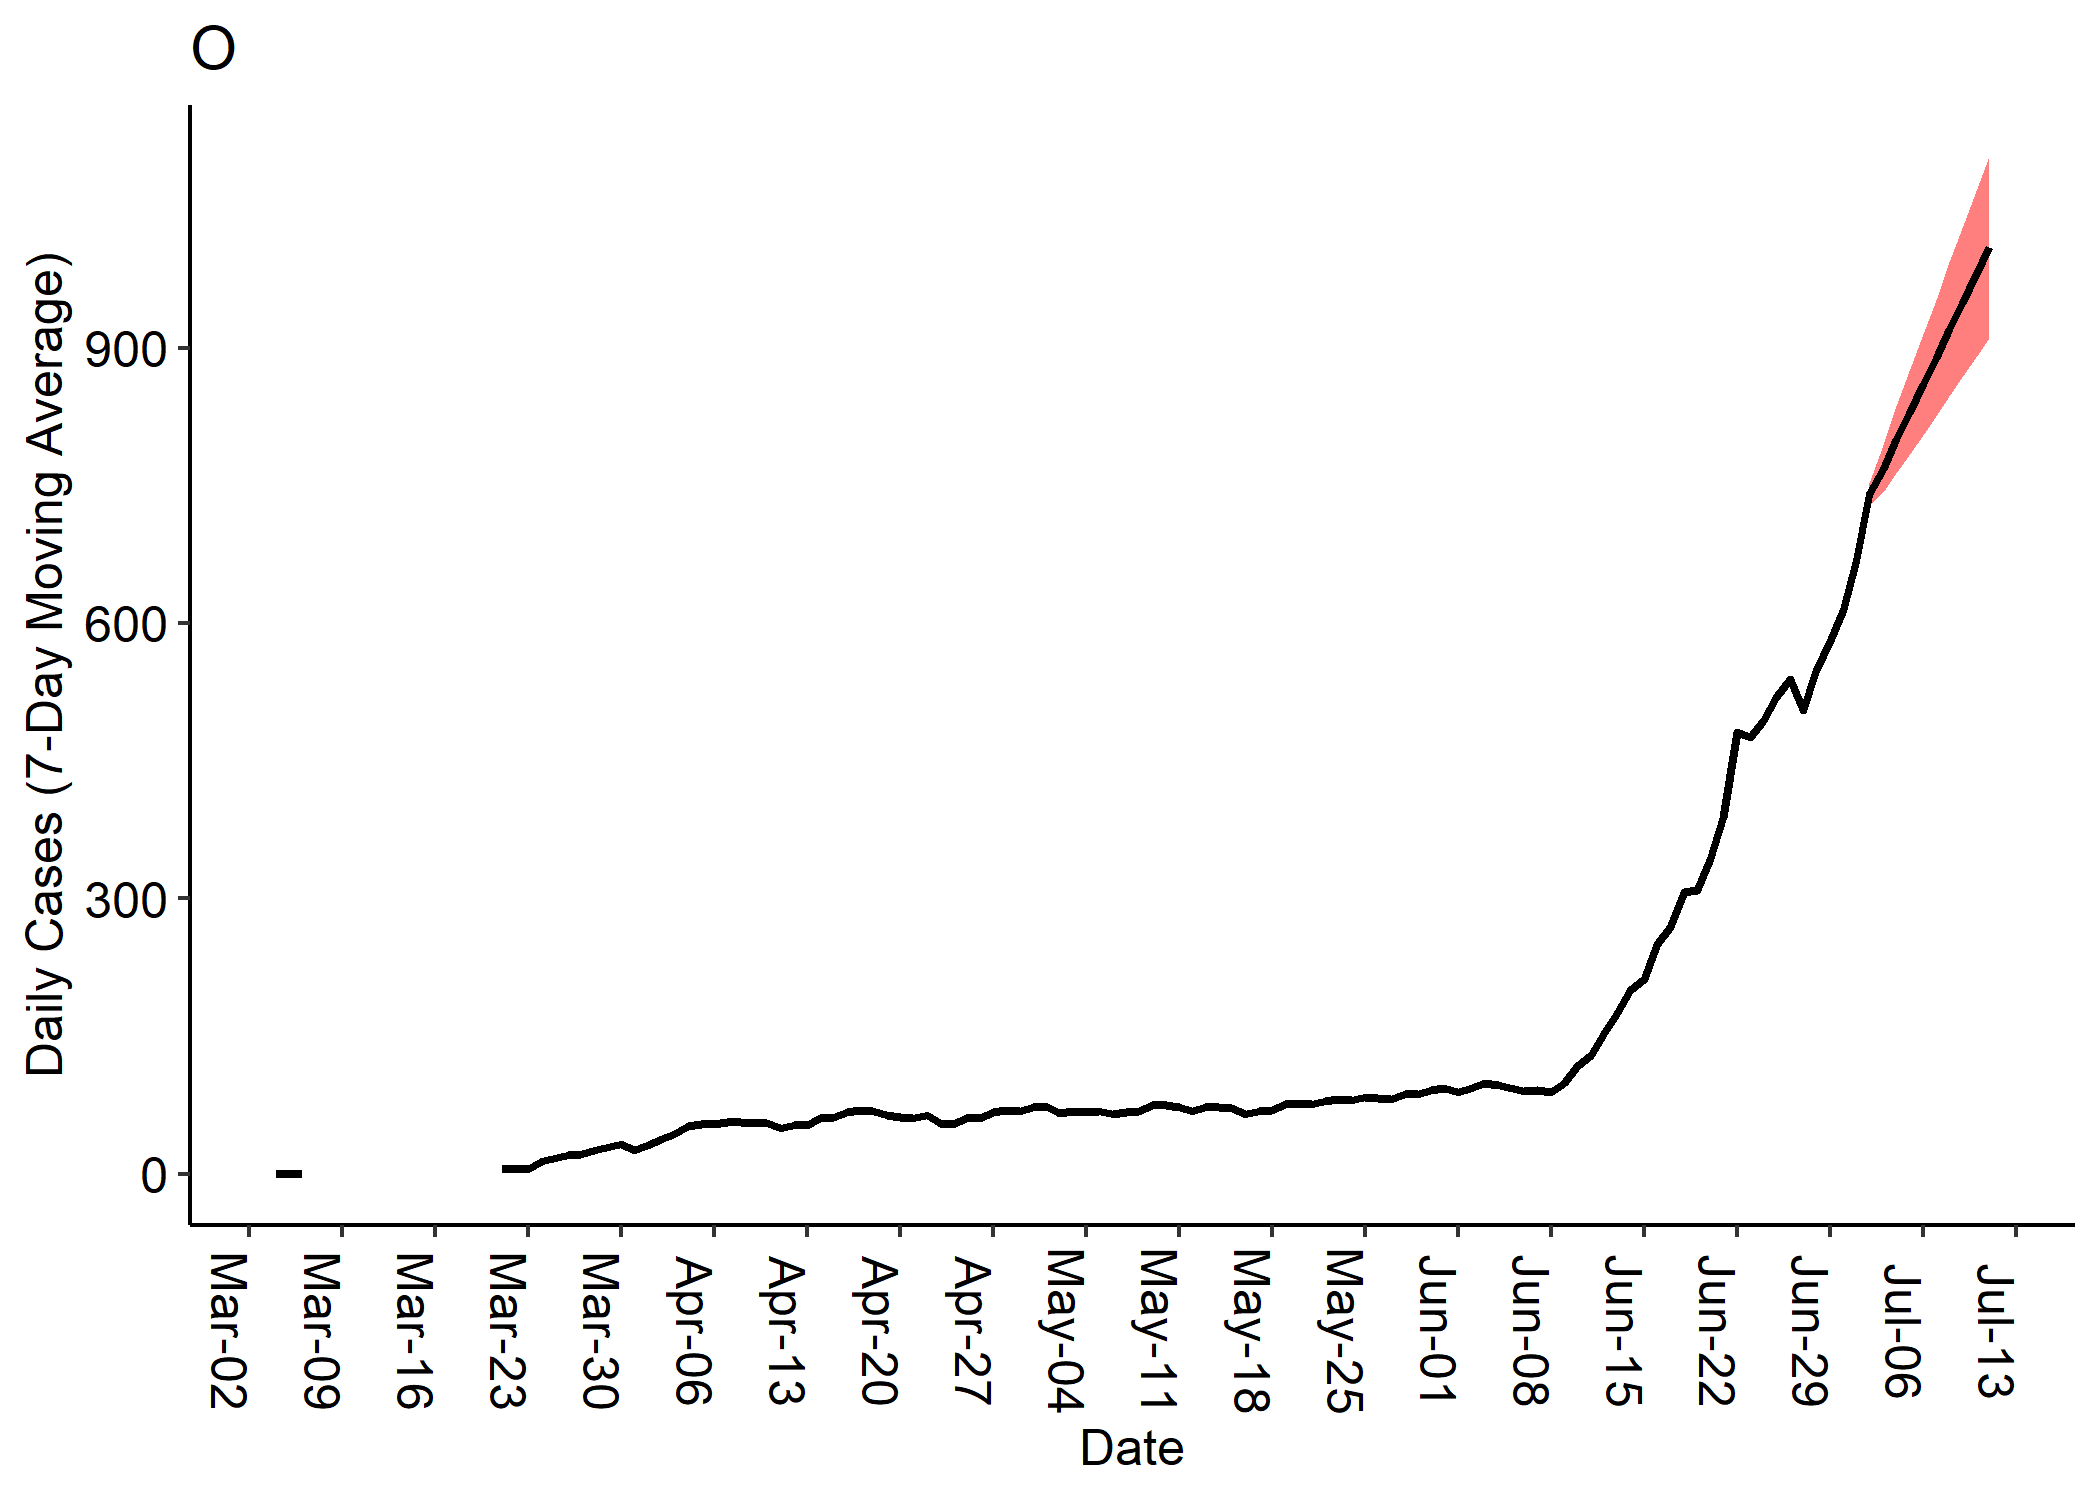 O
Daily Cases (7-Day Moving Average)
900
600
300
0
Mar-02
Mar-09
Mar-16
Mar-23
Mar-30
Apr-06
Apr-13
Apr-20
Apr-27
May-04
May-11
May-18
May-25
Jun-01
Jun-08
Jun-15
Jun-22
Jun-29
Jul-06
Jul-13
Date